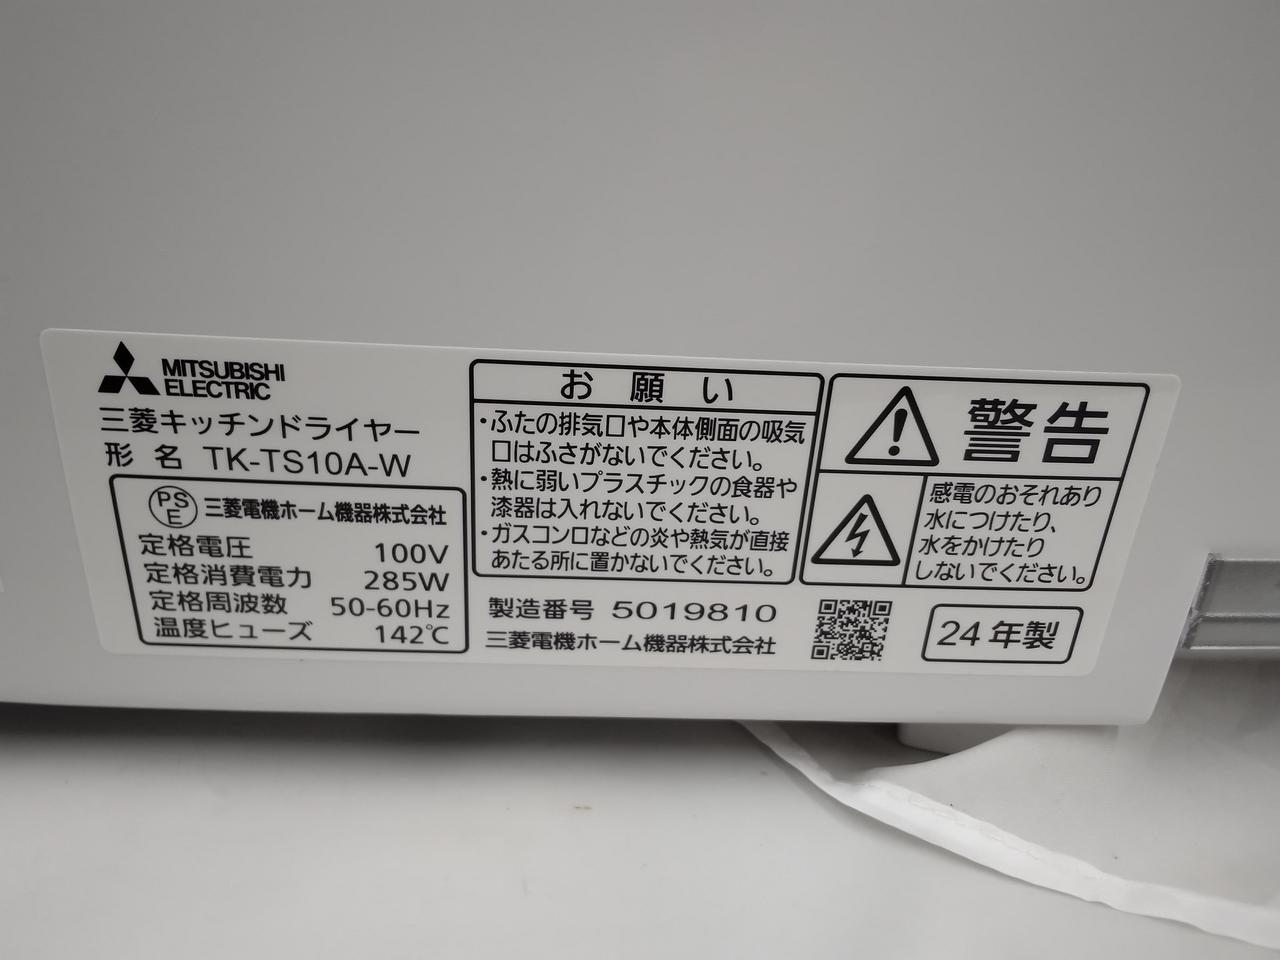 MITSUBISHI
ELECTRIC
三菱キッチンドライヤー
形 名 TK-TS10A-W
PS
E
三菱電機ホーム機器株式会社
定格電圧 100V
定格消費電力 285W
定格周波数 50-60Hz
温度ヒューズ 142℃
お願い
・ふたの排気口や本体側面の吸気
口はふさがないでください。
・熱に弱いプラスチックの食器や
漆器は入れないでください。
・ガスコンロなどの炎や熱気が直接
あたる所に置かないでください。
製造番号 5019810
三菱電機ホーム機器株式会社
警告
感電のおそれあり
水につけたり、
水をかけたり
しないでください。
24年製